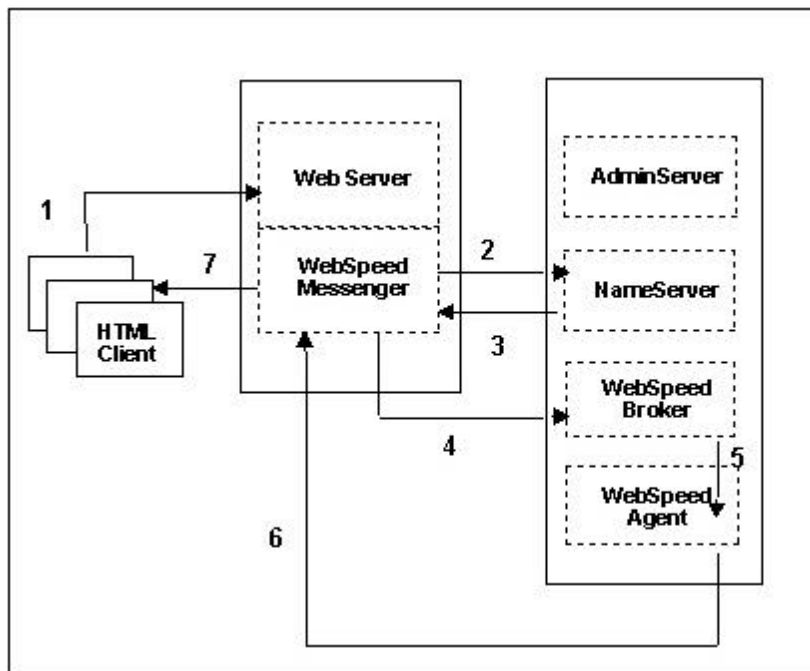 Web Server
AdminServer
1
2
7
WebSpeed
Messenger
NameServer
HTML
Client
3
WebSpeed
Broker
4
5
WebSpeed
Agent
6